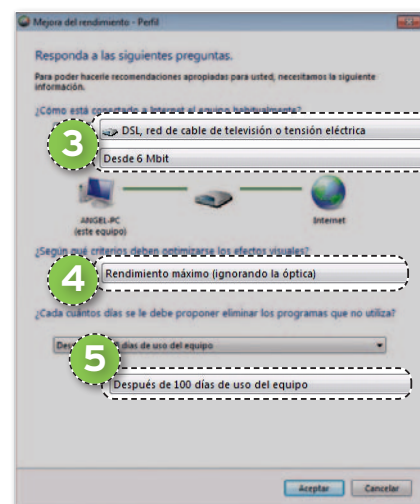 Mejora del rendimiento - Perfil
Responda a las siguientes preguntas.
Para poder hacerle recomendaciones apropiadas para usted, necesitamos la siguiente
información.
¿Cómo está conectado a Internet el equipo habitualmente?
3
DSL, red de cable de televisión o tensión eléctrica
Desde 6 Mbit
ANGEL-PC
(este equipo)
Internet
¿Según qué criterios deben optimizarse los efectos visuales?
4
Rendimiento máximo (ignorando la óptica)
¿Cada cuántos días se le debe proponer eliminar los programas que no utiliza?
días de uso del equipo
5
Después de 100 días de uso del equipo
Aceptar
Cancelar